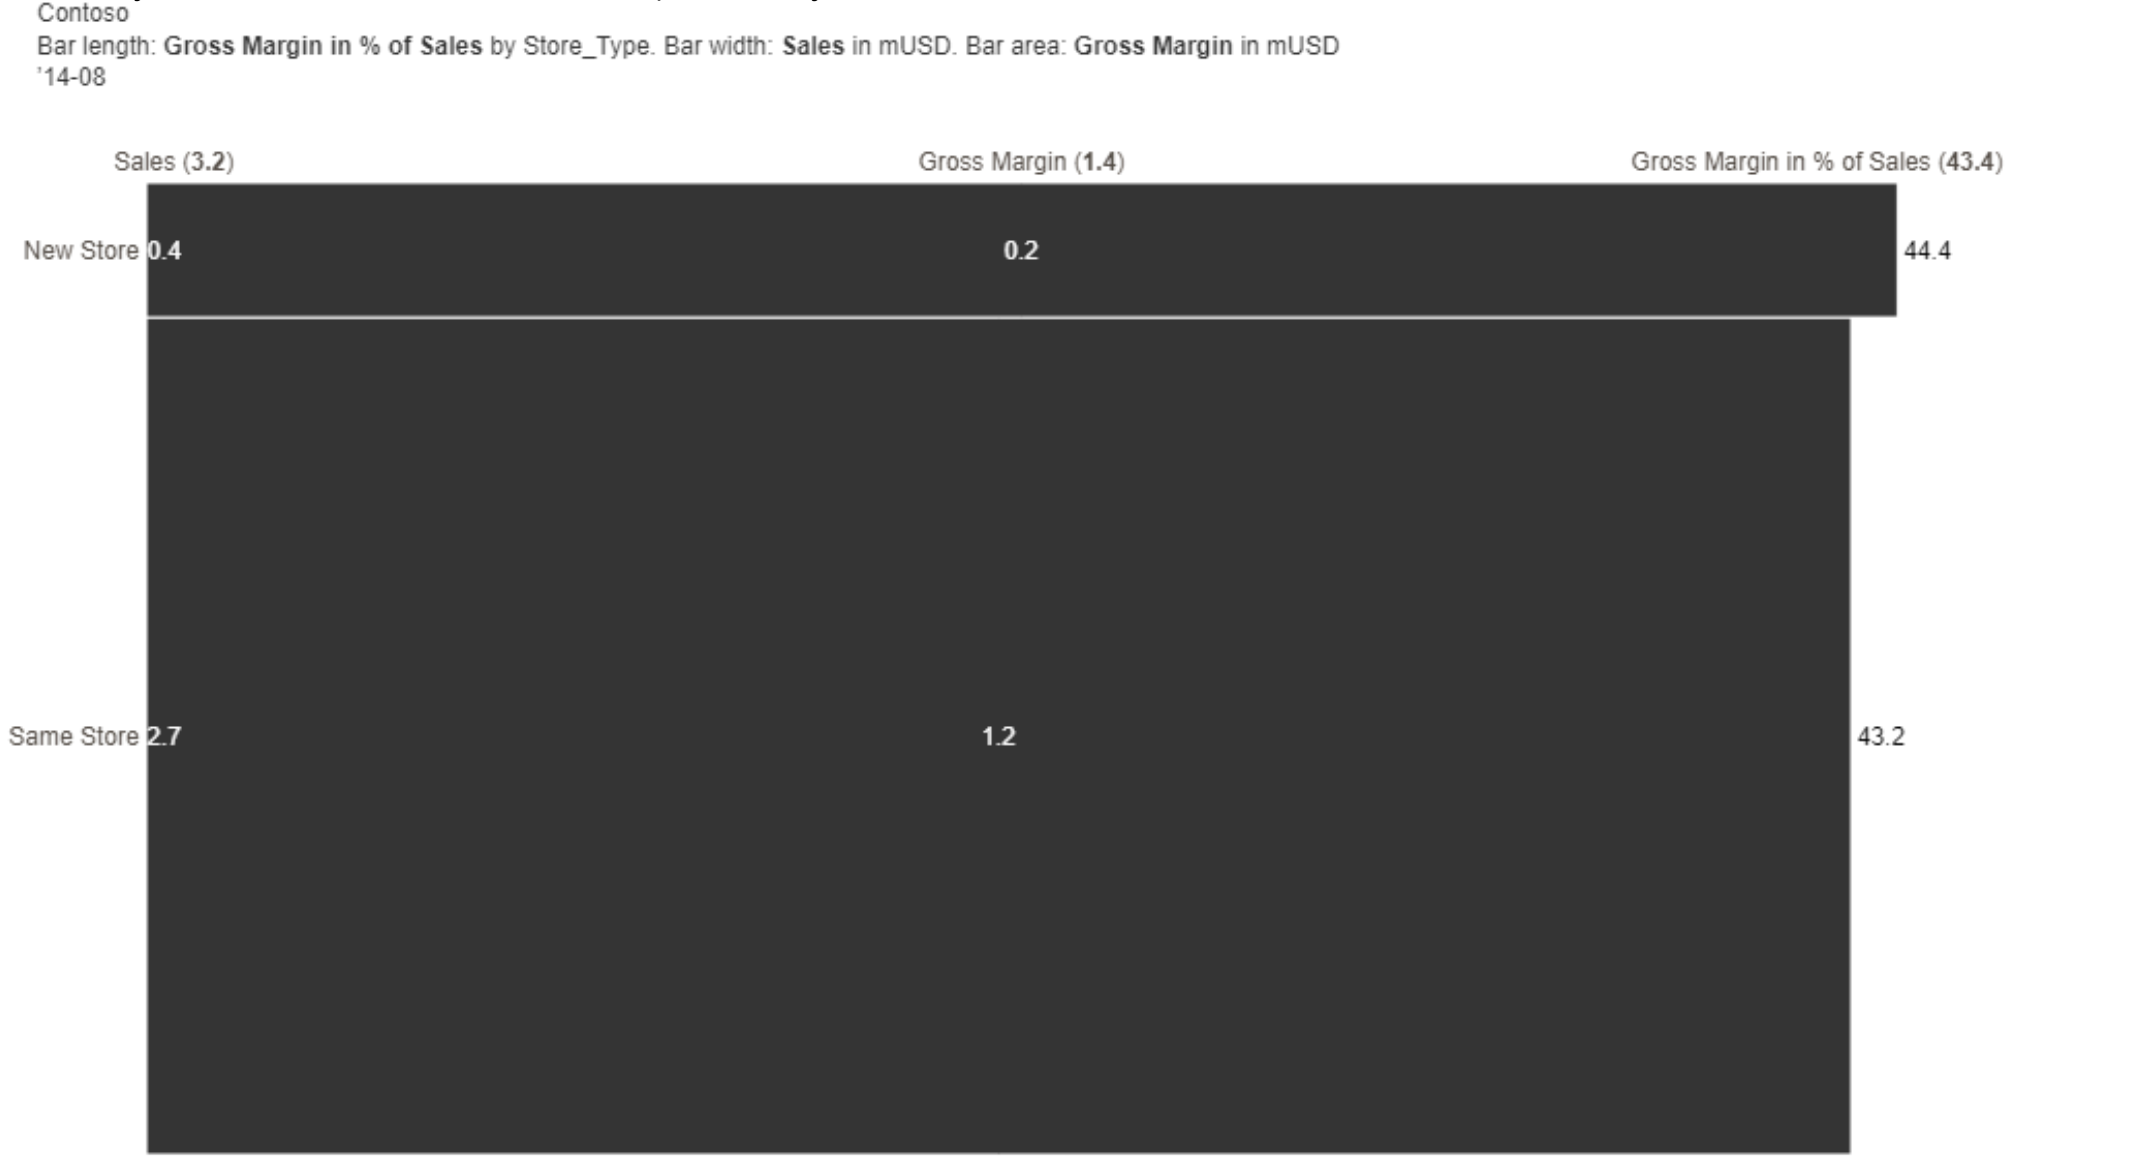 Contoso
Bar length: Gross Margin in % of Sales by Store_Type. Bar width: Sales in mUSD. Bar area: Gross Margin in mUSD
'14-08
Sales (3.2) Gross Margin (1.4) Gross Margin in % of Sales (43.4)
New Store 0.4 0.2 44.4
Same Store 2.7 1.2 43.2